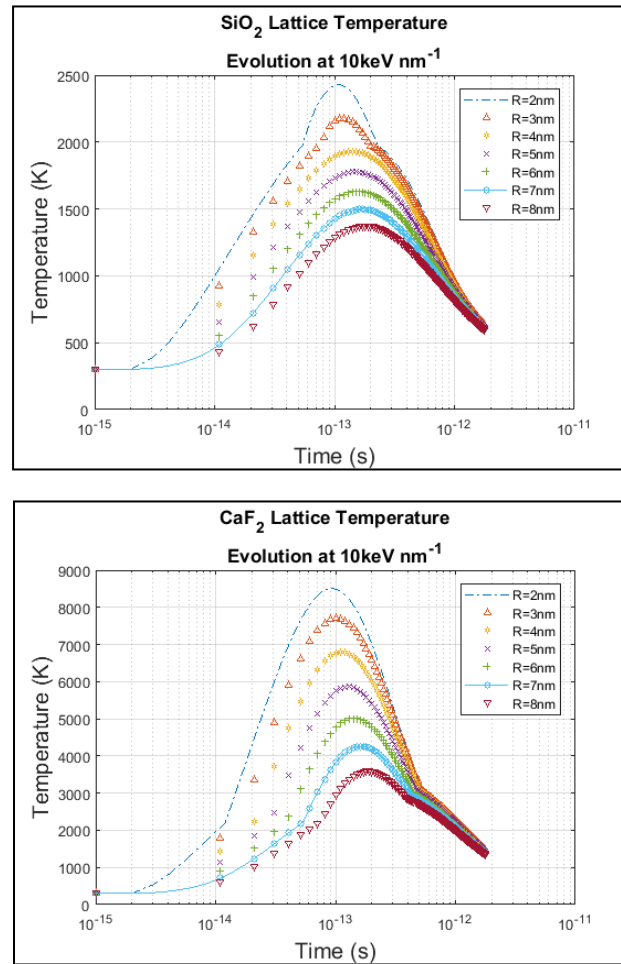 SiO₂ Lattice Temperature
Evolution at 10keV nm⁻¹
2500
2000
1500
1000
500
0
Temperature (K)
R=2nm
R=3nm
R=4nm
R=5nm
R=6nm
R=7nm
R=8nm
10⁻¹⁵ 10⁻¹⁴ 10⁻¹³ 10⁻¹² 10⁻¹¹
Time (s)
CaF₂ Lattice Temperature
Evolution at 10keV nm⁻¹
9000
8000
7000
6000
5000
4000
3000
2000
1000
0
Temperature (K)
R=2nm
R=3nm
R=4nm
R=5nm
R=6nm
R=7nm
R=8nm
10⁻¹⁵ 10⁻¹⁴ 10⁻¹³ 10⁻¹² 10⁻¹¹
Time (s)